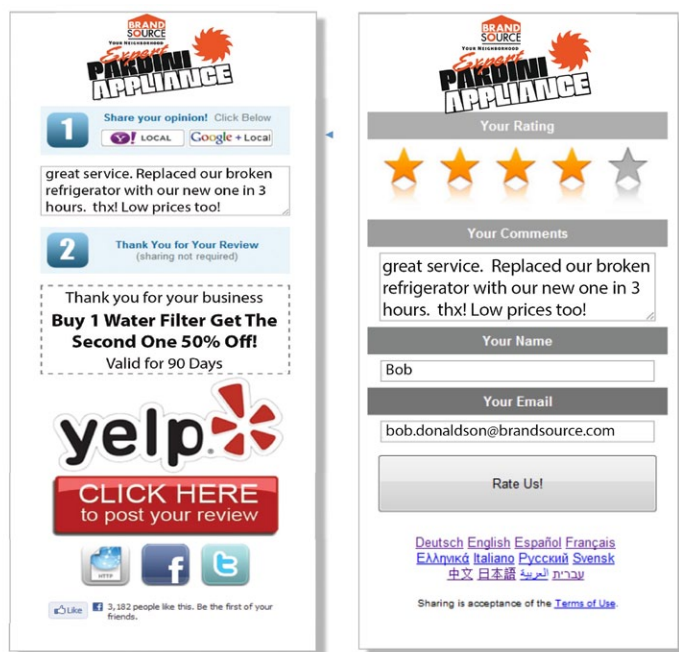 BRAND
SOURCE
YOUR NEIGHBORHOOD
Expert
PARDINI
APPLIANCE
1
Share your opinion! Click Below
Y! LOCAL
Google + Local
great service. Replaced our broken
refrigerator with our new one in 3
hours. thx! Low prices too!
2
Thank You for Your Review
(sharing not required)
Thank you for your business
Buy 1 Water Filter Get The
Second One 50% Off!
Valid for 90 Days
yelp
CLICK HERE
to post your review
HTTP
f
t
Like
f 3,182 people like this. Be the first of your
friends.
BRAND
SOURCE
YOUR NEIGHBORHOOD
Expert
PARDINI
APPLIANCE
Your Rating
Your Comments
great service. Replaced our broken
refrigerator with our new one in 3
hours. thx! Low prices too!
Your Name
Bob
Your Email
bob.donaldson@brandsource.com
Rate Us!
Deutsch English Español Français
Ελληνικά Italiano Русский Svensk
中文 日本語 العربية עברית
Sharing is acceptance of the Terms of Use.